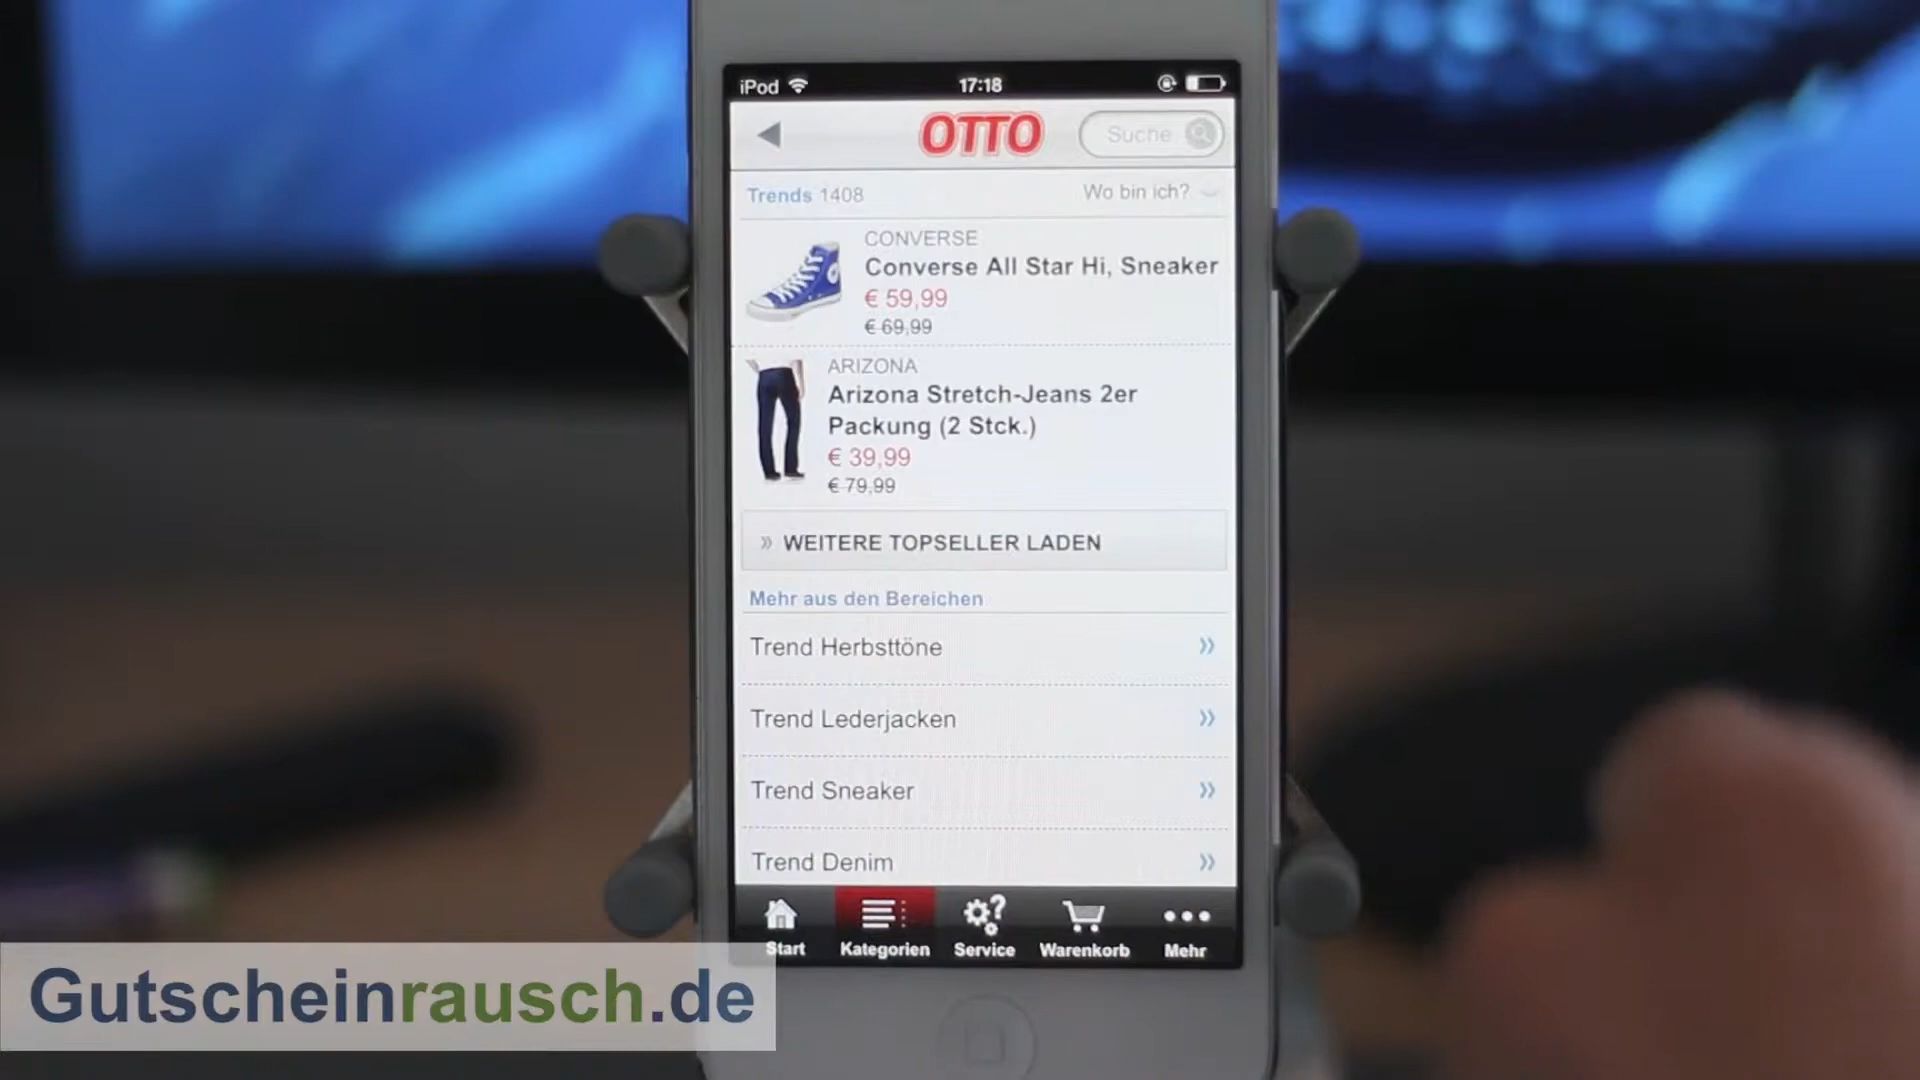 iPod 17:18
OTTO
Suche
Trends 1408 Wo bin ich?
CONVERSE
Converse All Star Hi, Sneaker
€ 59,99
€ 69,99
ARIZONA
Arizona Stretch-Jeans 2er
Packung (2 Stck.)
€ 39,99
€ 79,99
» WEITERE TOPSELLER LADEN
Mehr aus den Bereichen
Trend Herbsttöne »
Trend Lederjacken »
Trend Sneaker »
Trend Denim »
Start Kategorien Service Warenkorb Mehr
Gutscheinrausch.de